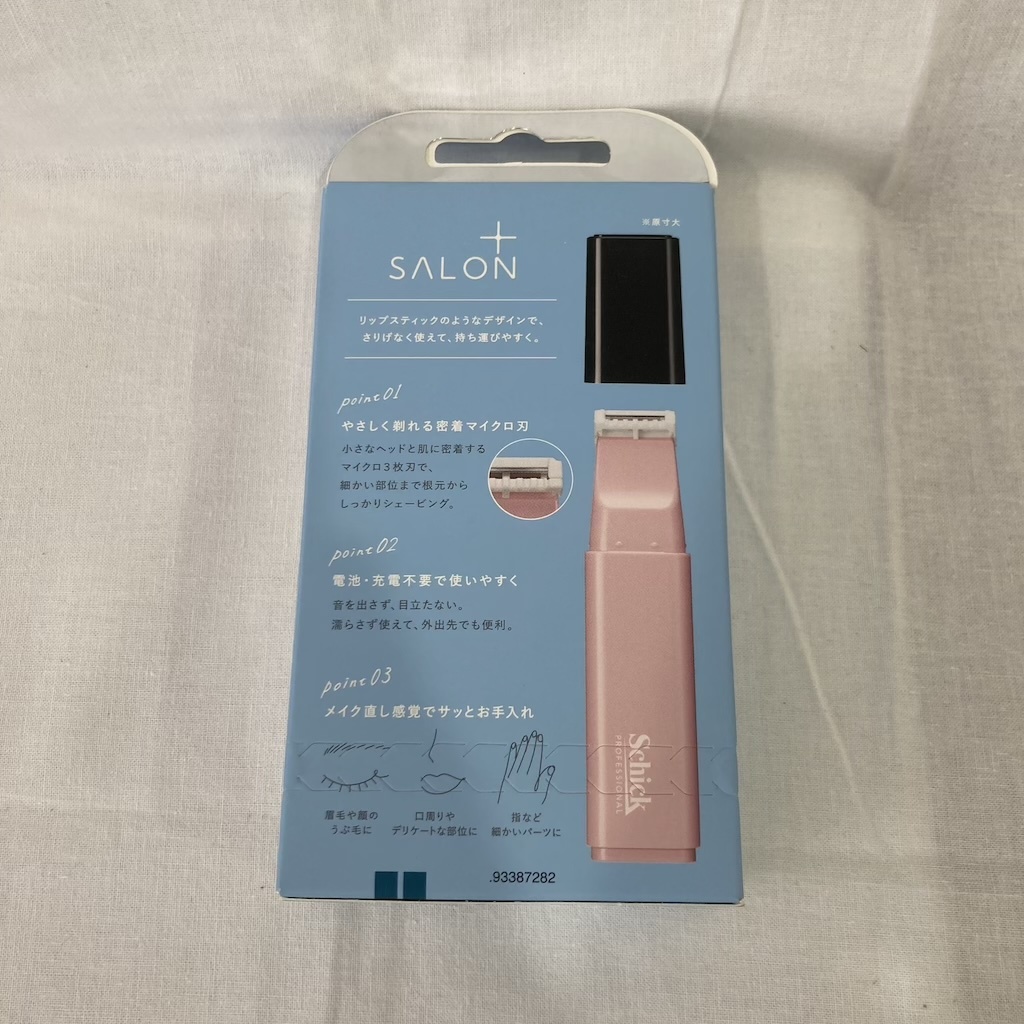 ※原寸大
SALON
リップスティックのようなデザインで、
さりげなく使えて、持ち運びやすく。
point01
やさしく剃れる密着マイクロ刃
小さなヘッドと肌に密着する
マイクロ3枚刃で、
細かい部位まで根元から
しっかりシェービング。
point02
電池・充電不要で使いやすく
音を出さず、目立たない。
濡らさず使えて、外出先でも便利。
point03
メイク直し感覚でサッとお手入れ
眉毛や顔の
うぶ毛に
口周りや
デリケートな部位に
指など
細かいパーツに
Schick
PROFESSIONAL
.93387282